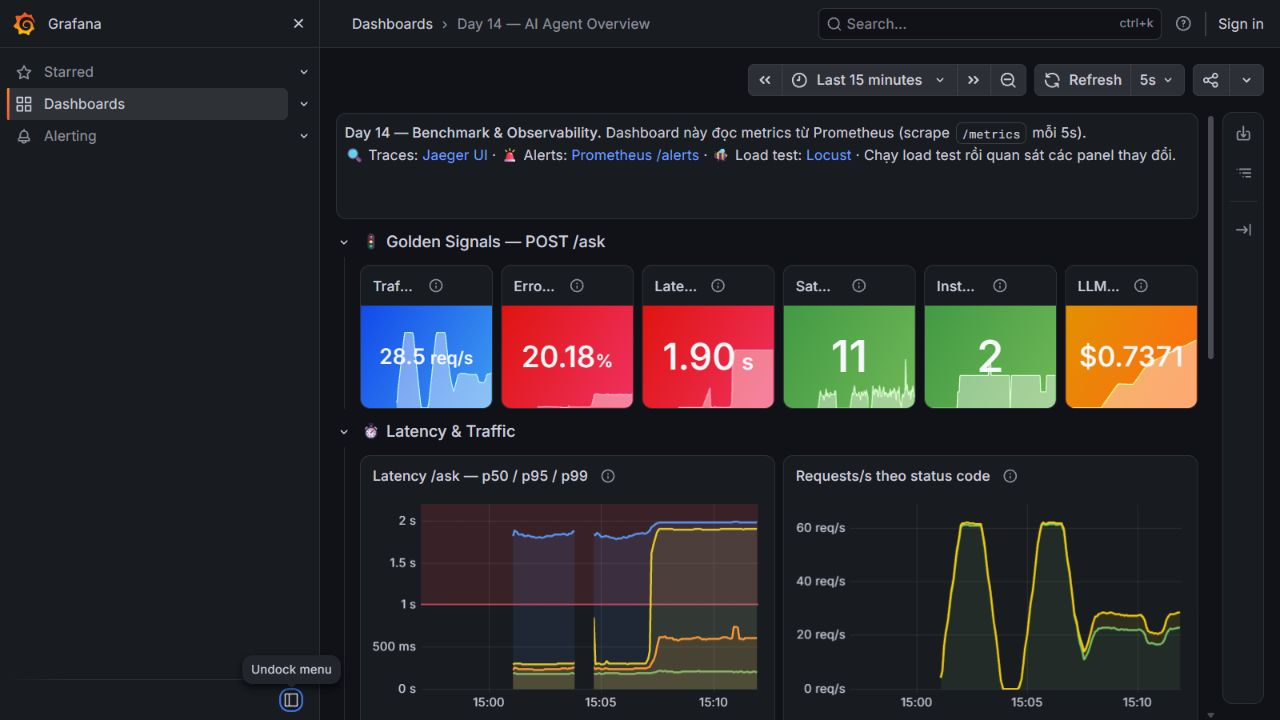 Grafana
Dashboards › Day 14 — AI Agent Overview
Search...
ctrl+k
Sign in
Starred
Dashboards
Alerting
Last 15 minutes
Refresh
5s
Day 14 — Benchmark & Observability. Dashboard này đọc metrics từ Prometheus (scrape /metrics mỗi 5s).
Traces: Jaeger UI · Alerts: Prometheus /alerts · Load test: Locust · Chạy load test rồi quan sát các panel thay đổi.
Golden Signals — POST /ask
Traf...
Erro...
Late...
Sat...
Inst...
LLM...
28.5 req/s
20.18%
1.90 s
11
2
$0.7371
Latency & Traffic
Latency /ask — p50 / p95 / p99
2 s
1.5 s
1 s
500 ms
0 s
15:00
15:05
15:10
Requests/s theo status code
60 req/s
40 req/s
20 req/s
0 req/s
15:00
15:05
15:10
Undock menu